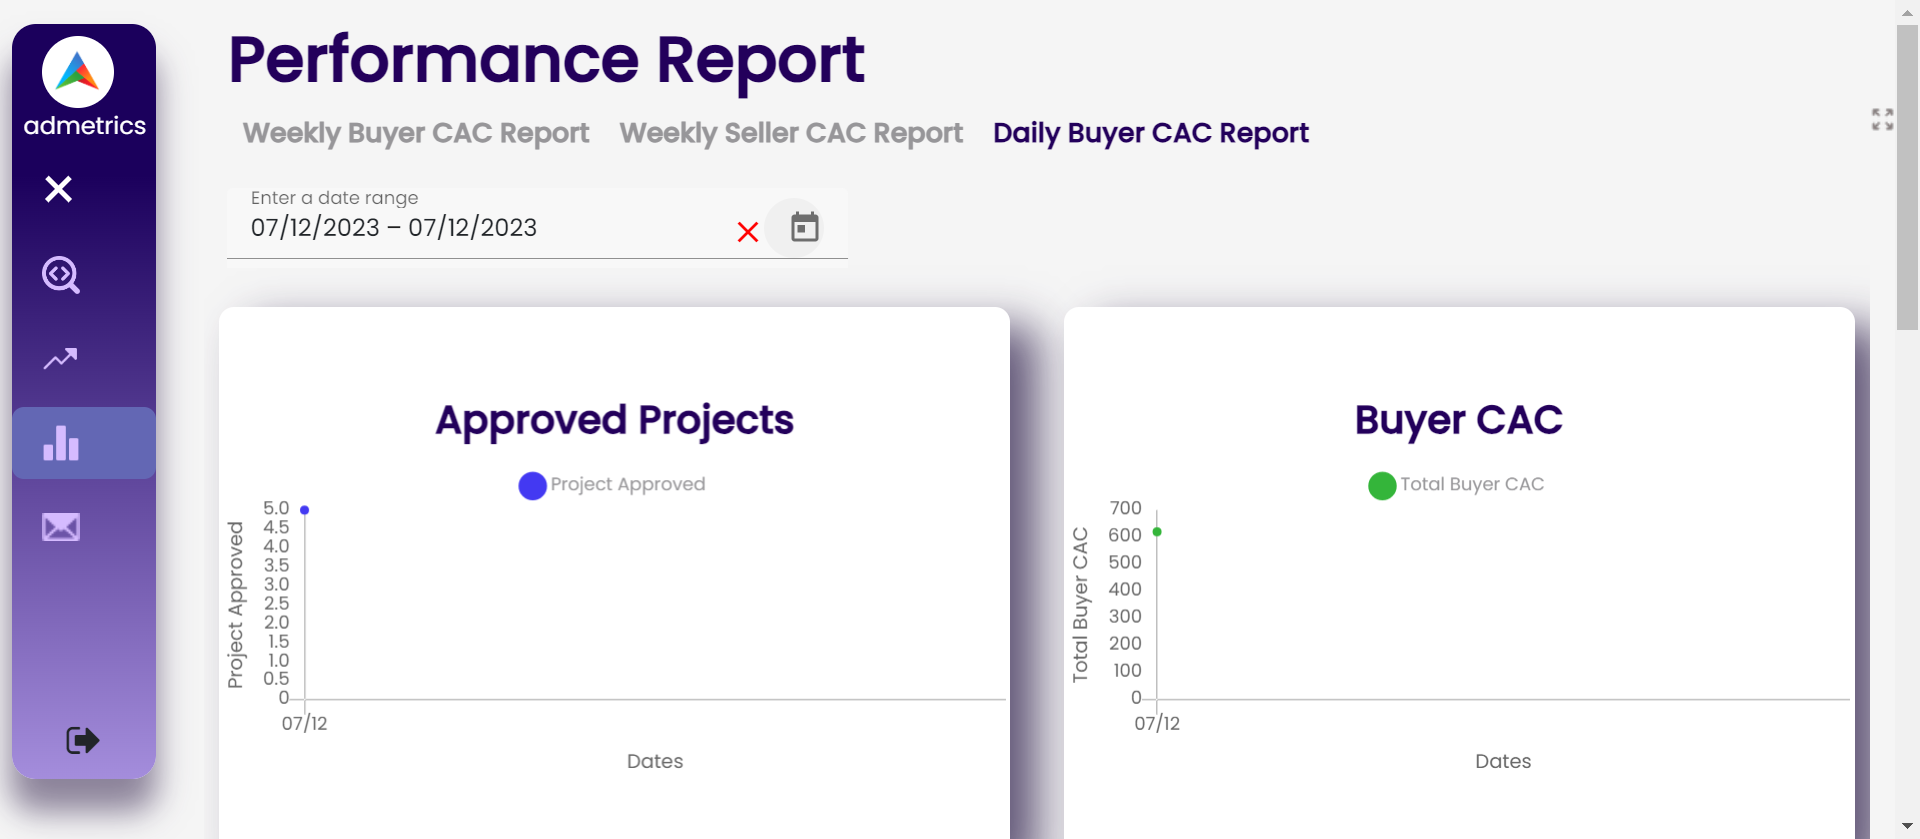 admetrics
Performance Report
Weekly Buyer CAC Report Weekly Seller CAC Report Daily Buyer CAC Report
Enter a date range
07/12/2023 – 07/12/2023
Approved Projects
Project Approved
Project Approved
5.0
4.5
4.0
3.5
3.0
2.5
2.0
1.5
1.0
0.5
0
07/12
Dates
Buyer CAC
Total Buyer CAC
Total Buyer CAC
700
600
500
400
300
200
100
0
07/12
Dates